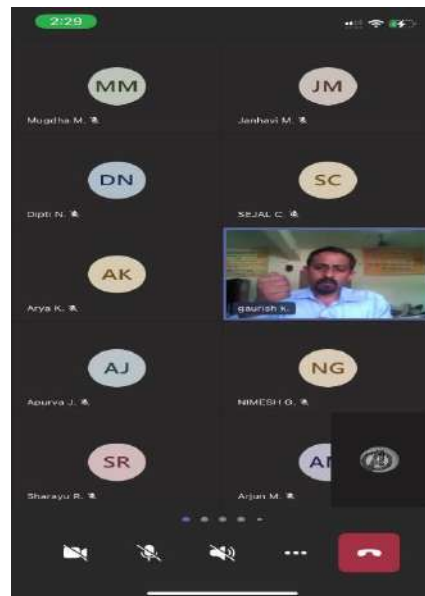 2:29
MM
JM
Mugdha M.
Janhavi M.
DN
SC
Dipti N.
SEJAL C.
AK
Arya K.
gaurish k.
AJ
NG
Apurva J.
NIMESH G.
SR
Sharayu R.
Arjun M.